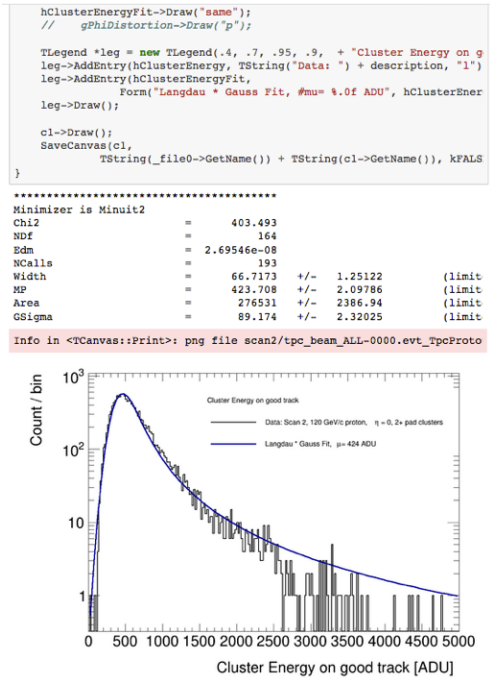 hClusterEnergyFit->Draw("same");
//    gPhiDistortion->Draw("p");
TLegend *leg = new TLegend(.4, .7, .95, .9,  + "Cluster Energy on g
leg->AddEntry(hClusterEnergy, TString("Data: ") + description, "l")
leg->AddEntry(hClusterEnergyFit,
Form("Langdau * Gauss Fit, #mu= %.0f ADU", hClusterEner
leg->Draw();
c1->Draw();
SaveCanvas(c1,
TString(_file0->GetName()) + TString(c1->GetName()), kFALS
}
****************************************
Minimizer is Minuit2
Chi2 = 403.493
NDf = 164
Edm = 2.69546e-08
NCalls = 193
Width = 66.7173 +/- 1.25122 (limit
MP = 423.708 +/- 2.09786 (limit
Area = 276531 +/- 2386.94 (limit
GSigma = 89.174 +/- 2.32025 (limit
Info in <TCanvas::Print>: png file scan2/tpc_beam_ALL-0000.evt_TpcProto
Count / bin
10³
10²
10
1
Cluster Energy on good track
Data: Scan 2, 120 GeV/c proton, η = 0, 2+ pad clusters
Langdau * Gauss Fit, μ= 424 ADU
0 500 1000 1500 2000 2500 3000 3500 4000 4500 5000
Cluster Energy on good track [ADU]